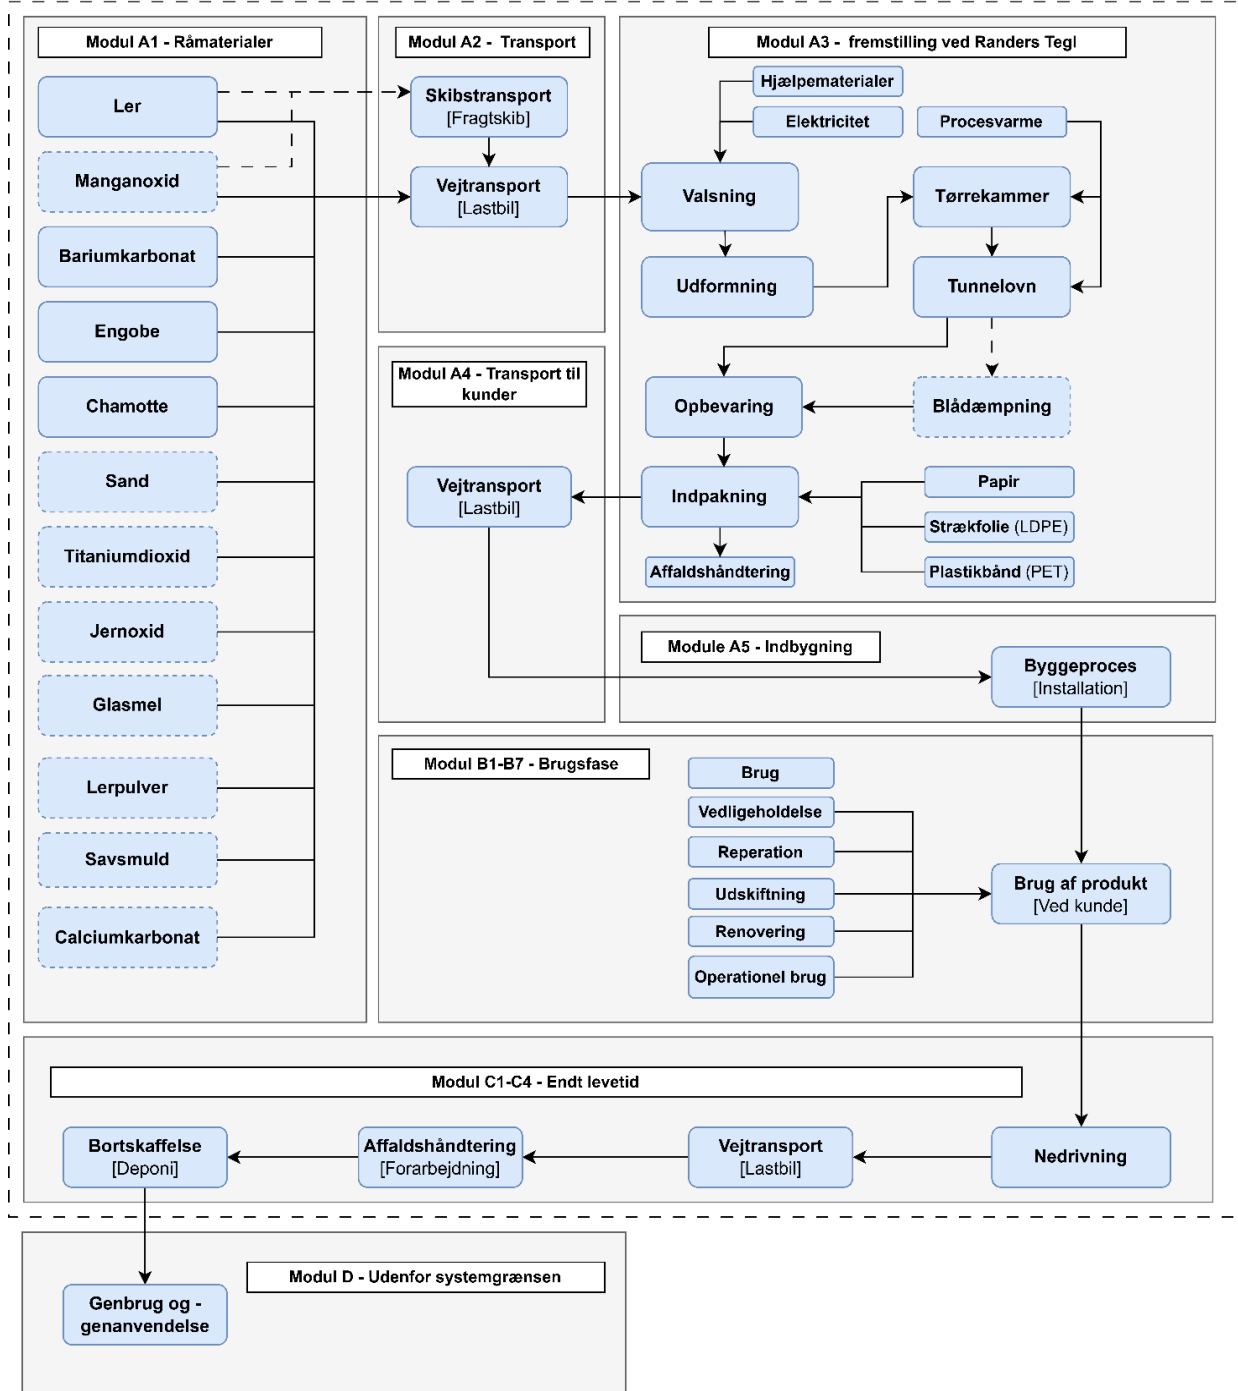 Modul A1 - Råmaterialer
Ler
Manganoxid
Bariumkarbonat
Engobe
Chamotte
Sand
Titaniumdioxid
Jernoxid
Glasmel
Lerpulver
Savsmuld
Calciumkarbonat
Modul A2 - Transport
Skibstransport
[Fragtskib]
Vejtransport
[Lastbil]
Modul A3 - fremstilling ved Randers Tegl
Hjælpematerialer
Elektricitet
Procesvarme
Valsning
Tørrekammer
Udformning
Tunnelovn
Opbevaring
Blådæmpning
Indpakning
Papir
Strækfolie (LDPE)
Plastikbånd (PET)
Affaldshåndtering
Modul A4 - Transport til
kunder
Vejtransport
[Lastbil]
Module A5 - Indbygning
Byggeproces
[Installation]
Modul B1-B7 - Brugsfase
Brug
Vedligeholdelse
Reperation
Udskiftning
Renovering
Operationel brug
Brug af produkt
[Ved kunde]
Modul C1-C4 - Endt levetid
Bortskaffelse
[Deponi]
Affaldshåndtering
[Forarbejdning]
Vejtransport
[Lastbil]
Nedrivning
Modul D - Udenfor systemgrænsen
Genbrug og -
genanvendelse